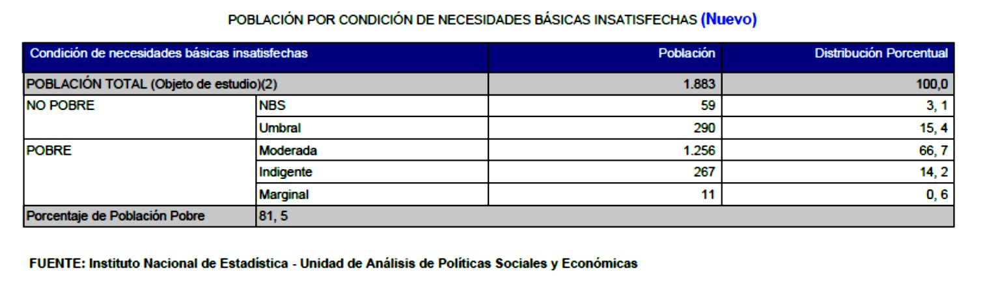 POBLACIÓN POR CONDICIÓN DE NECESIDADES BÁSICAS INSATISFECHAS (Nuevo)
Condición de necesidades básicas insatisfechas Población Distribución Porcentual
POBLACIÓN TOTAL (Objeto de estudio)(2) 1.883 100,0
NO POBRE NBS 59 3, 1
Umbral 290 15, 4
POBRE Moderada 1.256 66, 7
Indigente 267 14, 2
Marginal 11 0, 6
Porcentaje de Población Pobre 81, 5
FUENTE: Instituto Nacional de Estadística - Unidad de Análisis de Políticas Sociales y Económicas